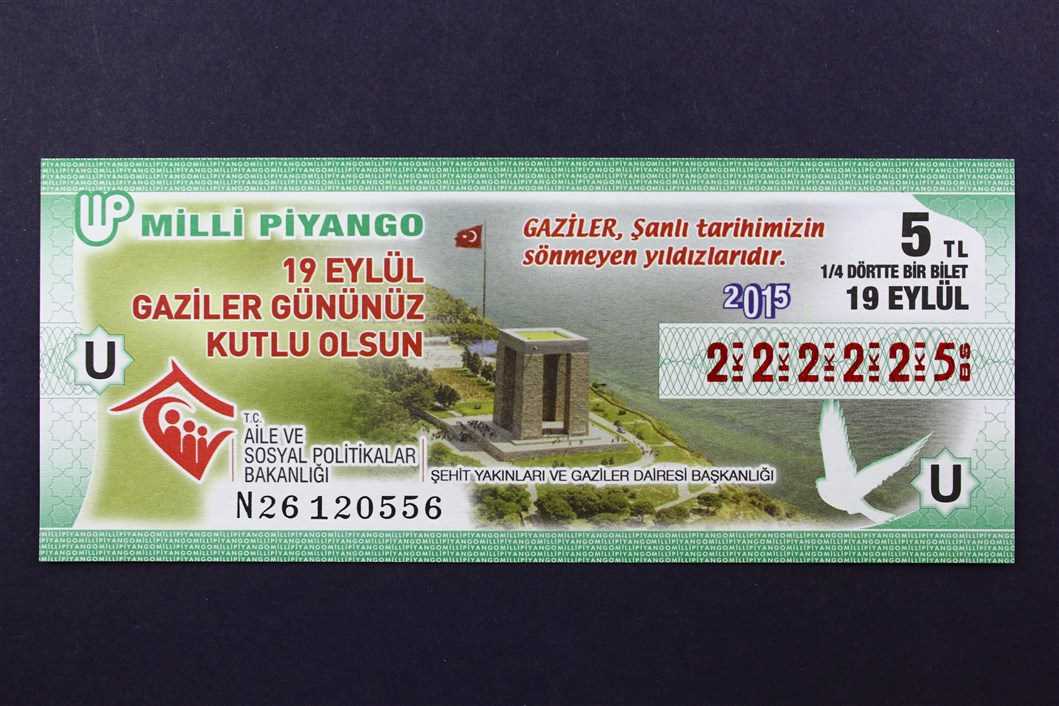 MİLLİ PİYANGO
19 EYLÜL
GAZİLER GÜNÜNÜZ
KUTLU OLSUN
GAZİLER, Şanlı tarihimizin
sönmeyen yıldızlarıdır.
2015
5 TL
1/4 DÖRTTE BİR BİLET
19 EYLÜL
2 2 2 2 2 5
U
T.C.
AİLE VE
SOSYAL POLİTİKALAR
BAKANLIĞI
ŞEHİT YAKINLARI VE GAZİLER DAİRESİ BAŞKANLIĞI
U
N26 120556